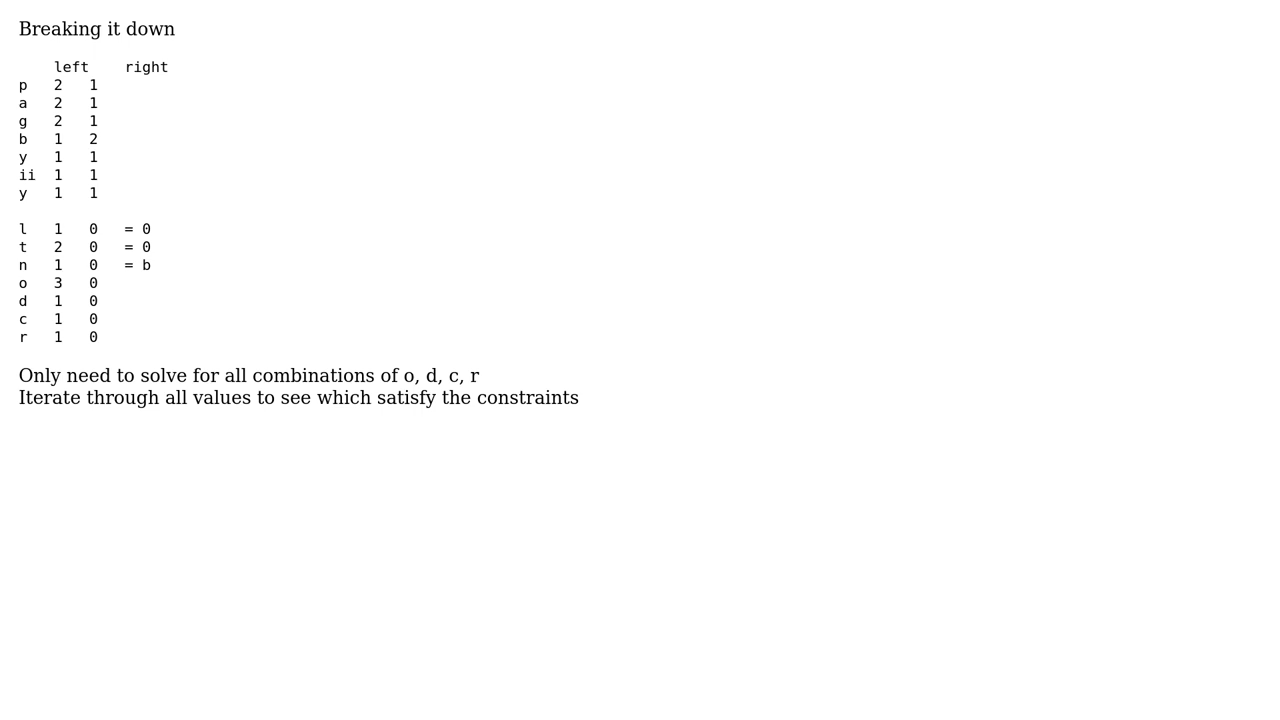 Breaking it down
    left    right
p   2   1
a   2   1
g   2   1
b   1   2
y   1   1
ii  1   1
y   1   1
l   1   0   = 0
t   2   0   = 0
n   1   0   = b
o   3   0
d   1   0
c   1   0
r   1   0
Only need to solve for all combinations of o, d, c, r
Iterate through all values to see which satisfy the constraints